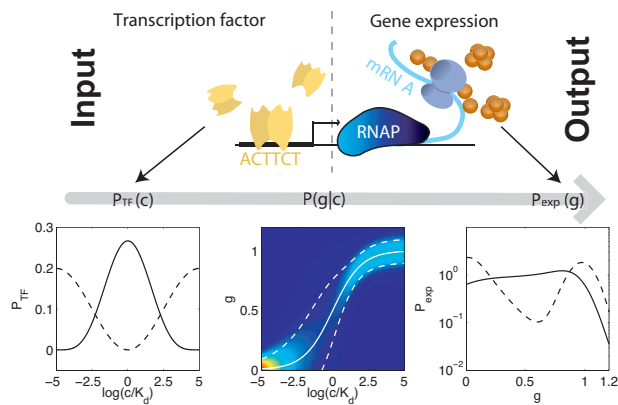 Transcription factor
Gene expression
Input
Output
mRNA
RNAP
ACTTCT
P_TF(c)
P(g|c)
P_exp(g)
0.3
0.2
0.1
0
P_TF
−5 −2.5 0 2.5 5
log(c/K_d)
1
0.5
0
g
−5 −2.5 0 2.5 5
log(c/K_d)
10^0
10^−1
10^−2
P_exp
0 0.5 1 1.2
g